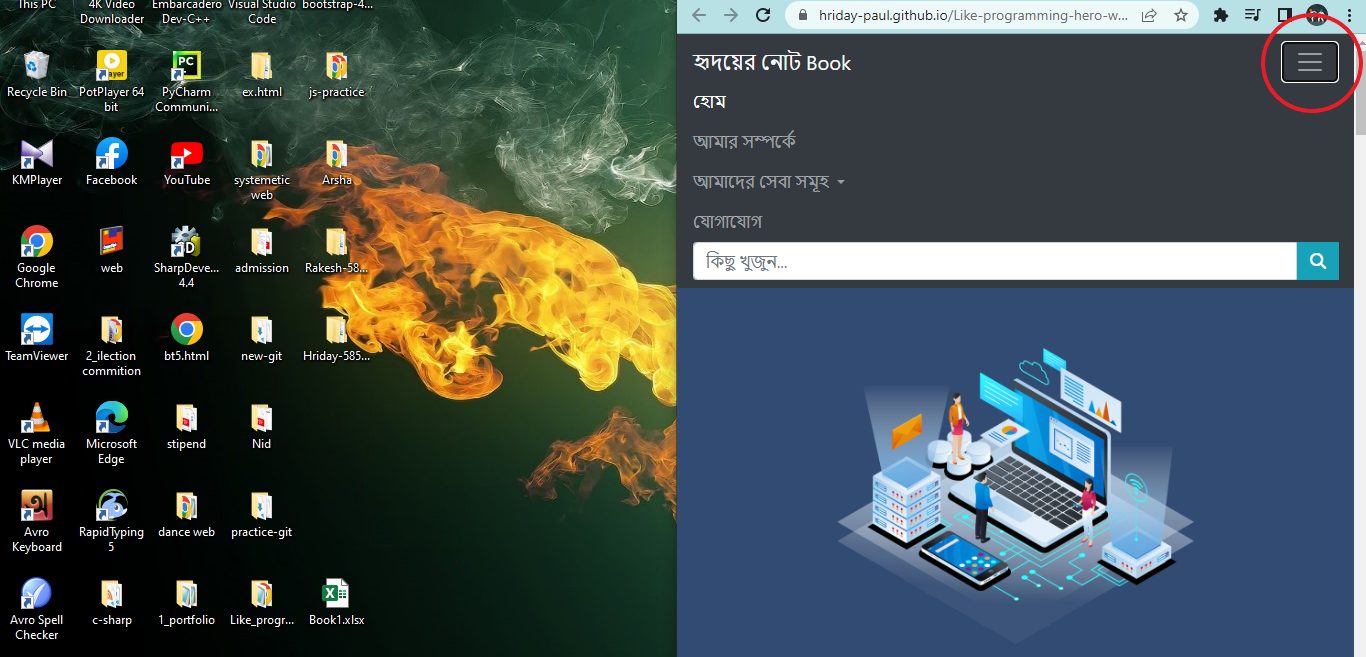 This PC
4K Video
Downloader
Embarcadero
Dev-C++
Visual Studio
Code
bootstrap-4...
Recycle Bin
PotPlayer 64
bit
PyCharm
Communi...
ex.html
js-practice
KMPlayer
Facebook
YouTube
systemetic
web
Arsha
Google
Chrome
web
SharpDeve...
4.4
admission
Rakesh-58...
TeamViewer
2_ilection
commition
bt5.html
new-git
Hriday-585...
VLC media
player
Microsoft
Edge
stipend
Nid
Avro
Keyboard
RapidTyping
5
dance web
practice-git
Avro Spell
Checker
c-sharp
1_portfolio
Like_progr...
Book1.xlsx
hriday-paul.github.io/Like-programming-hero-w...
হৃদয়ের নোট Book
হোম
আমার সম্পর্কে
আমাদের সেবা সমূহ
যোগাযোগ
কিছু খুজুন...